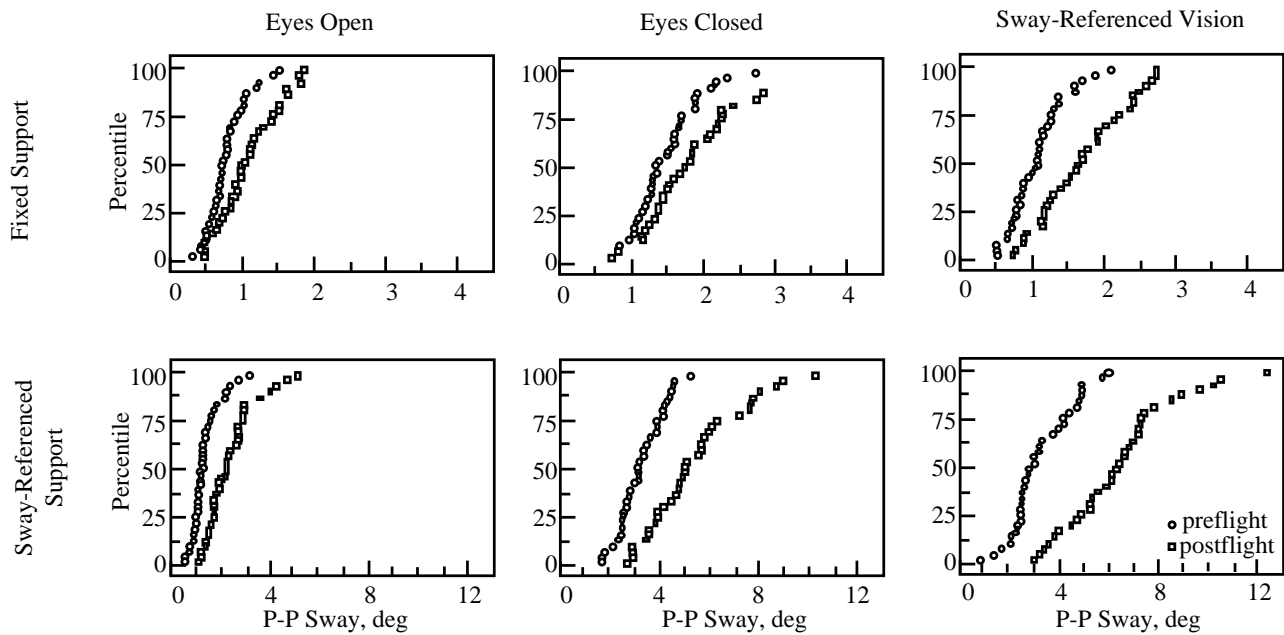 Eyes Open
Eyes Closed
Sway-Referenced Vision
Fixed Support
Percentile
100
75
50
25
0
0 1 2 3 4
100
75
50
25
0
0 1 2 3 4
100
75
50
25
0
0 1 2 3 4
Sway-Referenced
Support
Percentile
100
75
50
25
0
0 4 8 12
P-P Sway, deg
100
75
50
25
0
0 4 8 12
P-P Sway, deg
100
75
50
25
0
preflight
postflight
0 4 8 12
P-P Sway, deg